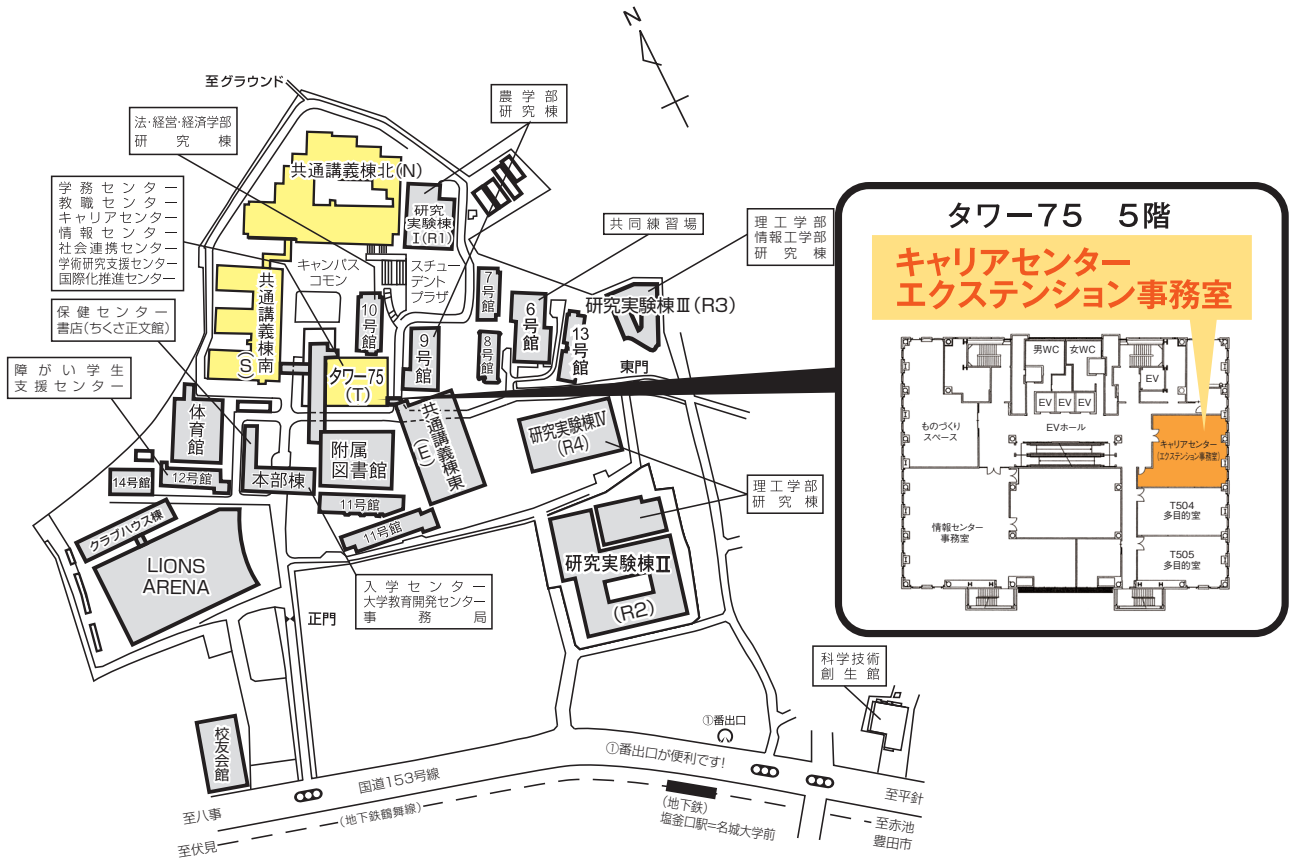 N
至グラウンド
農学部
研究棟
法・経営・経済学部
研究棟
共通講義棟北(N)
学務センター
教職センター
キャリアセンター
情報センター
社会連携センター
学術研究支援センター
国際化推進センター
研究
実験棟
I(R1)
共同練習場
理工学部
情報工学部
研究棟
キャンパス
コモン
スチュー
デント
プラザ
共通講義棟南
(S)
保健センター
書店(ちくさ正文館)
10号館
7号館
6号館
研究実験棟Ⅲ(R3)
13号館
9号館
8号館
東門
障がい学生
支援センター
タワー75
(T)
体育館
共通講義棟東
(E)
研究実験棟Ⅳ
(R4)
附属
図書館
本部棟
12号館
14号館
11号館
11号館
理工学部
研究棟
クラブハウス棟
LIONS
ARENA
研究実験棟Ⅱ
(R2)
入学センター
大学教育開発センター
事務局
正門
科学技術
創生館
校友会館
①番出口
①番出口が便利です!
国道153号線
至八事
(地下鉄鶴舞線)
至伏見
(地下鉄)
塩釜口駅=名城大学前
至平針
至赤池
豊田市
タワー75 5階
キャリアセンター
エクステンション事務室
男WC
女WC
EV
EV
EV
EV
EVホール
ものづくり
スペース
キャリアセンター
(エクステンション事務室)
T504
多目的室
情報センター
事務室
T505
多目的室